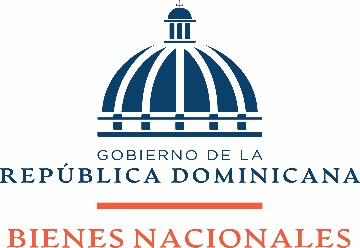 GOBIERNO DE LA
REPÚBLICA DOMINICANA
BIENES NACIONALES